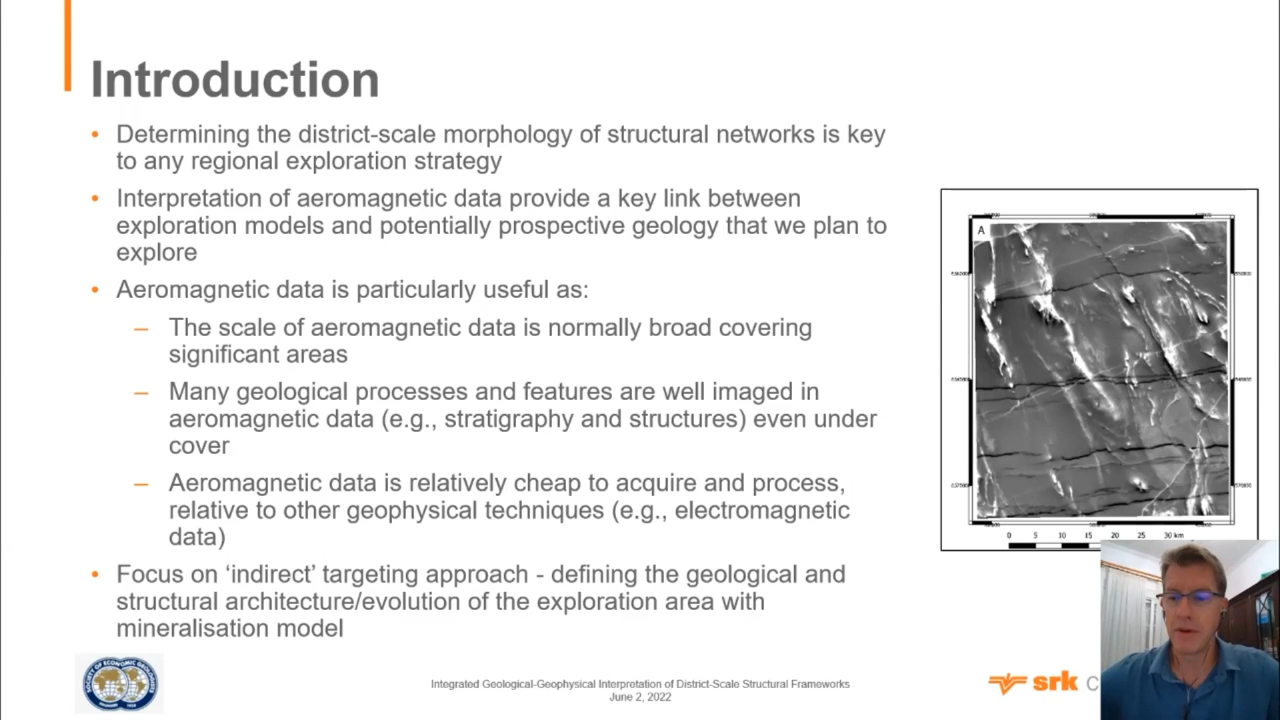 Introduction
• Determining the district-scale morphology of structural networks is key
to any regional exploration strategy
• Interpretation of aeromagnetic data provide a key link between
exploration models and potentially prospective geology that we plan to
explore
• Aeromagnetic data is particularly useful as:
– The scale of aeromagnetic data is normally broad covering
significant areas
– Many geological processes and features are well imaged in
aeromagnetic data (e.g., stratigraphy and structures) even under
cover
– Aeromagnetic data is relatively cheap to acquire and process,
relative to other geophysical techniques (e.g., electromagnetic
data)
• Focus on ‘indirect’ targeting approach - defining the geological and
structural architecture/evolution of the exploration area with
mineralisation model
A
0 5 10 15 20 25 30 km
SOCIETY OF ECONOMIC GEOLOGISTS
Integrated Geological-Geophysical Interpretation of District-Scale Structural Frameworks
June 2, 2022
srk C